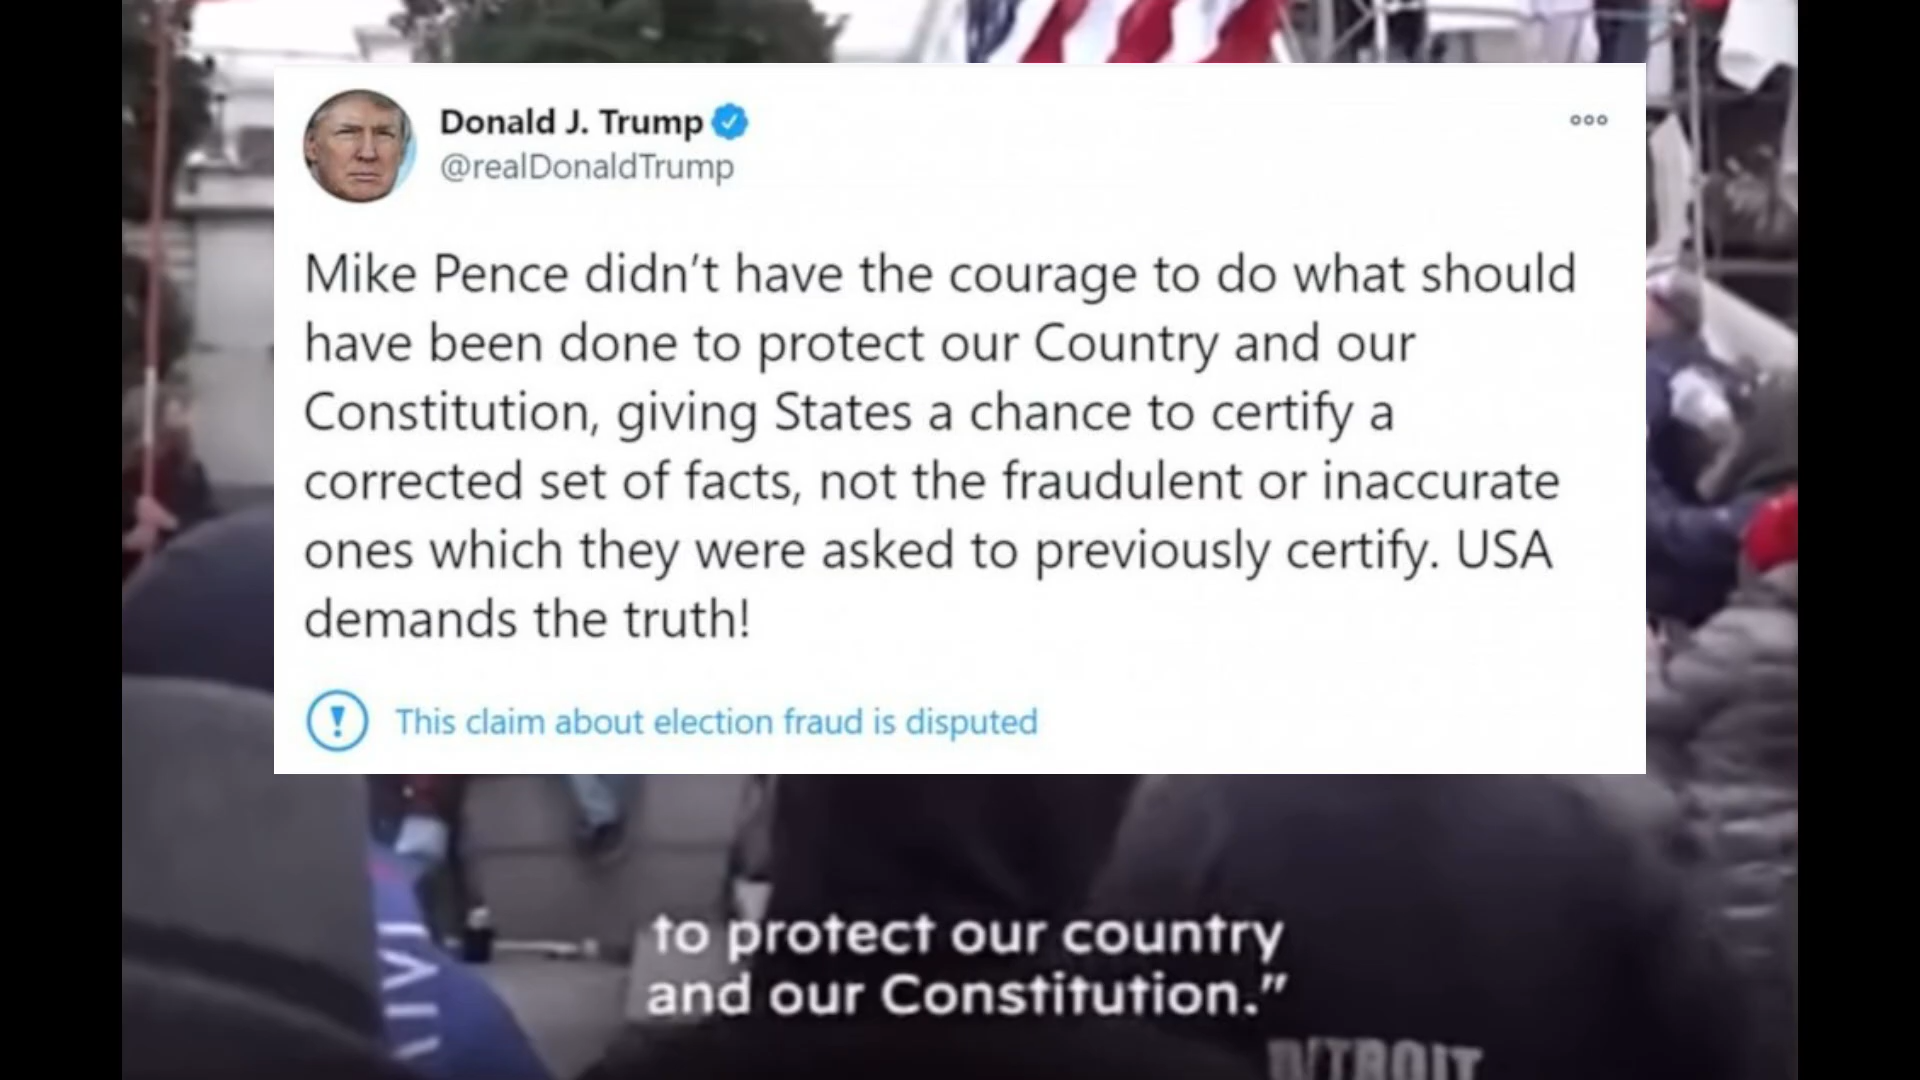 Donald J. Trump
@realDonaldTrump
Mike Pence didn’t have the courage to do what should
have been done to protect our Country and our
Constitution, giving States a chance to certify a
corrected set of facts, not the fraudulent or inaccurate
ones which they were asked to previously certify. USA
demands the truth!
This claim about election fraud is disputed
to protect our country
and our Constitution.”
DETROIT